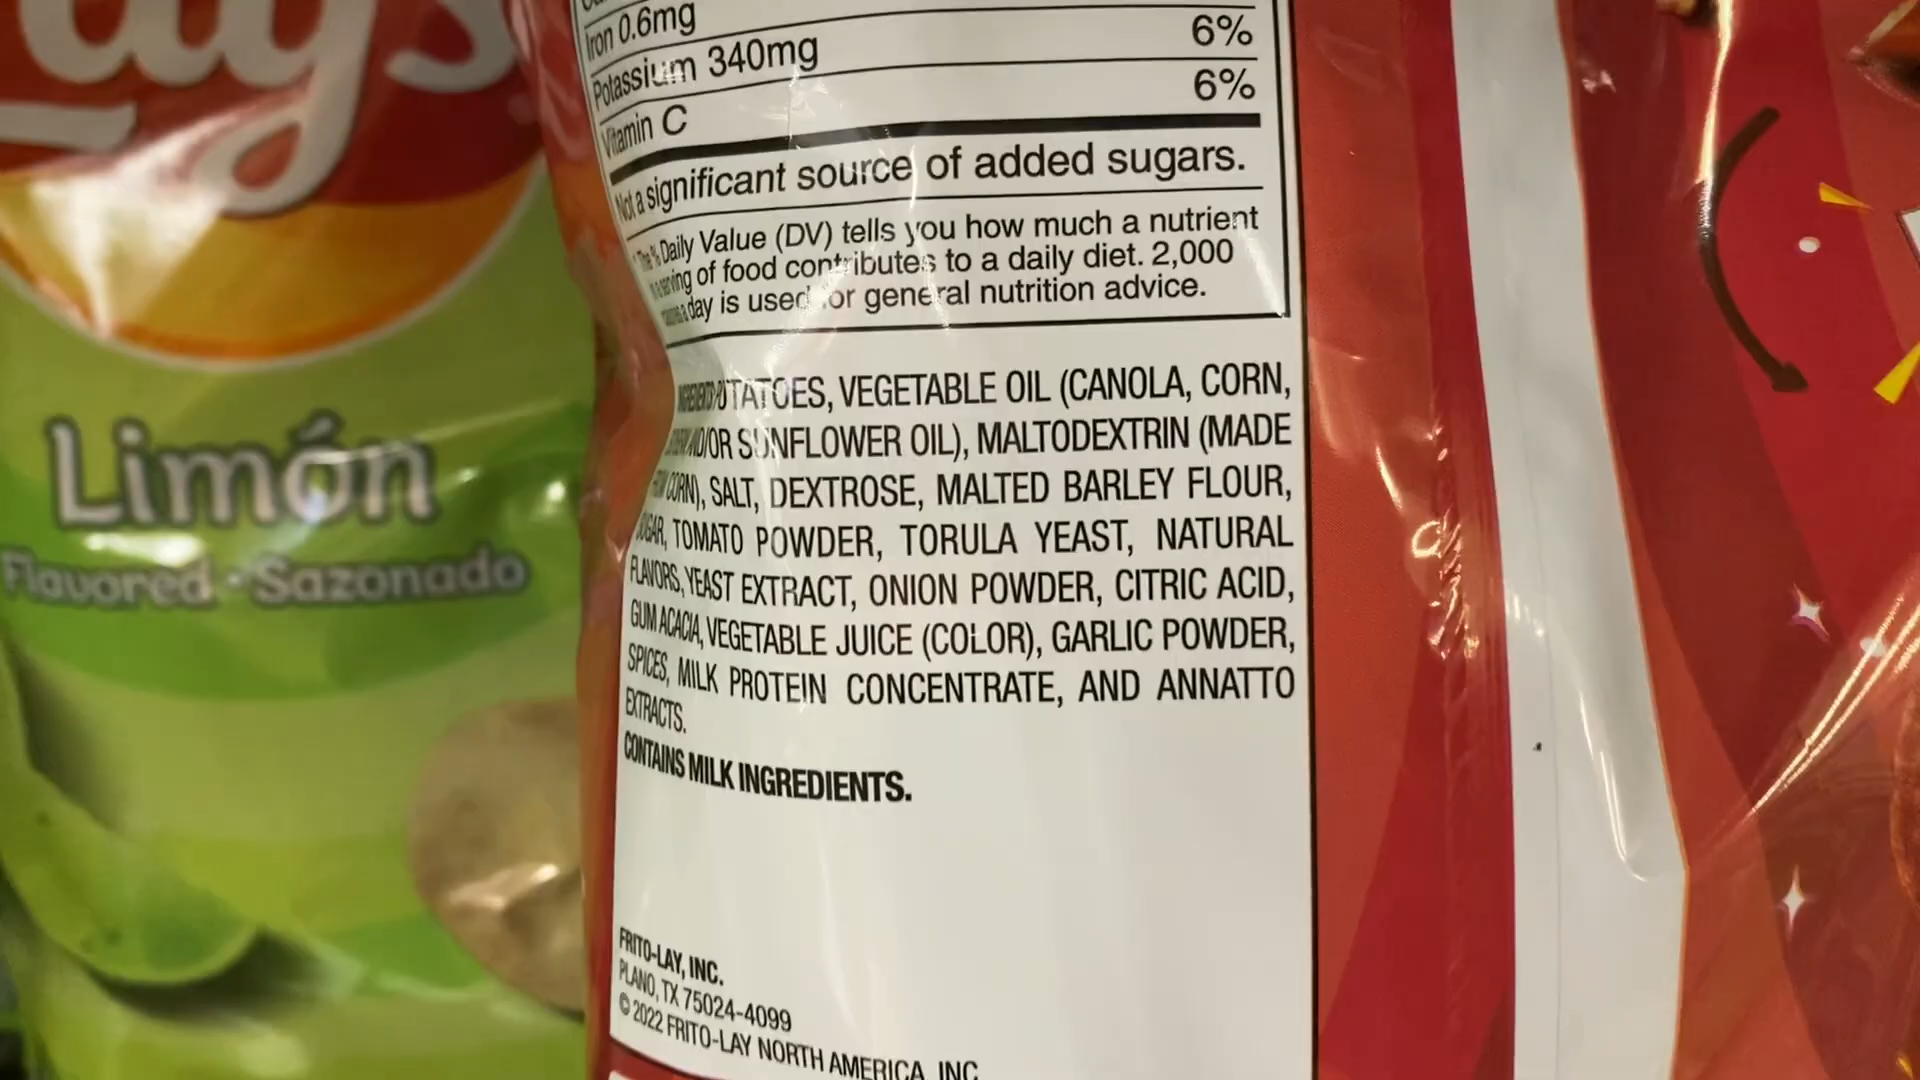 Lay's
Limón
Flavored - Sazonado
Iron 0.6mg
Potassium 340mg 6%
Vitamin C 6%
Not a significant source of added sugars.
* The % Daily Value (DV) tells you how much a nutrient
serving of food contributes to a daily diet. 2,000
a day is used for general nutrition advice.
POTATOES, VEGETABLE OIL (CANOLA, CORN,
AND/OR SUNFLOWER OIL), MALTODEXTRIN (MADE
CORN), SALT, DEXTROSE, MALTED BARLEY FLOUR,
SUGAR, TOMATO POWDER, TORULA YEAST, NATURAL
FLAVORS, YEAST EXTRACT, ONION POWDER, CITRIC ACID,
GUM ACACIA, VEGETABLE JUICE (COLOR), GARLIC POWDER,
SPICES, MILK PROTEIN CONCENTRATE, AND ANNATTO
EXTRACTS.
CONTAINS MILK INGREDIENTS.
FRITO-LAY, INC.
PLANO, TX 75024-4099
© 2022 FRITO-LAY NORTH AMERICA, INC